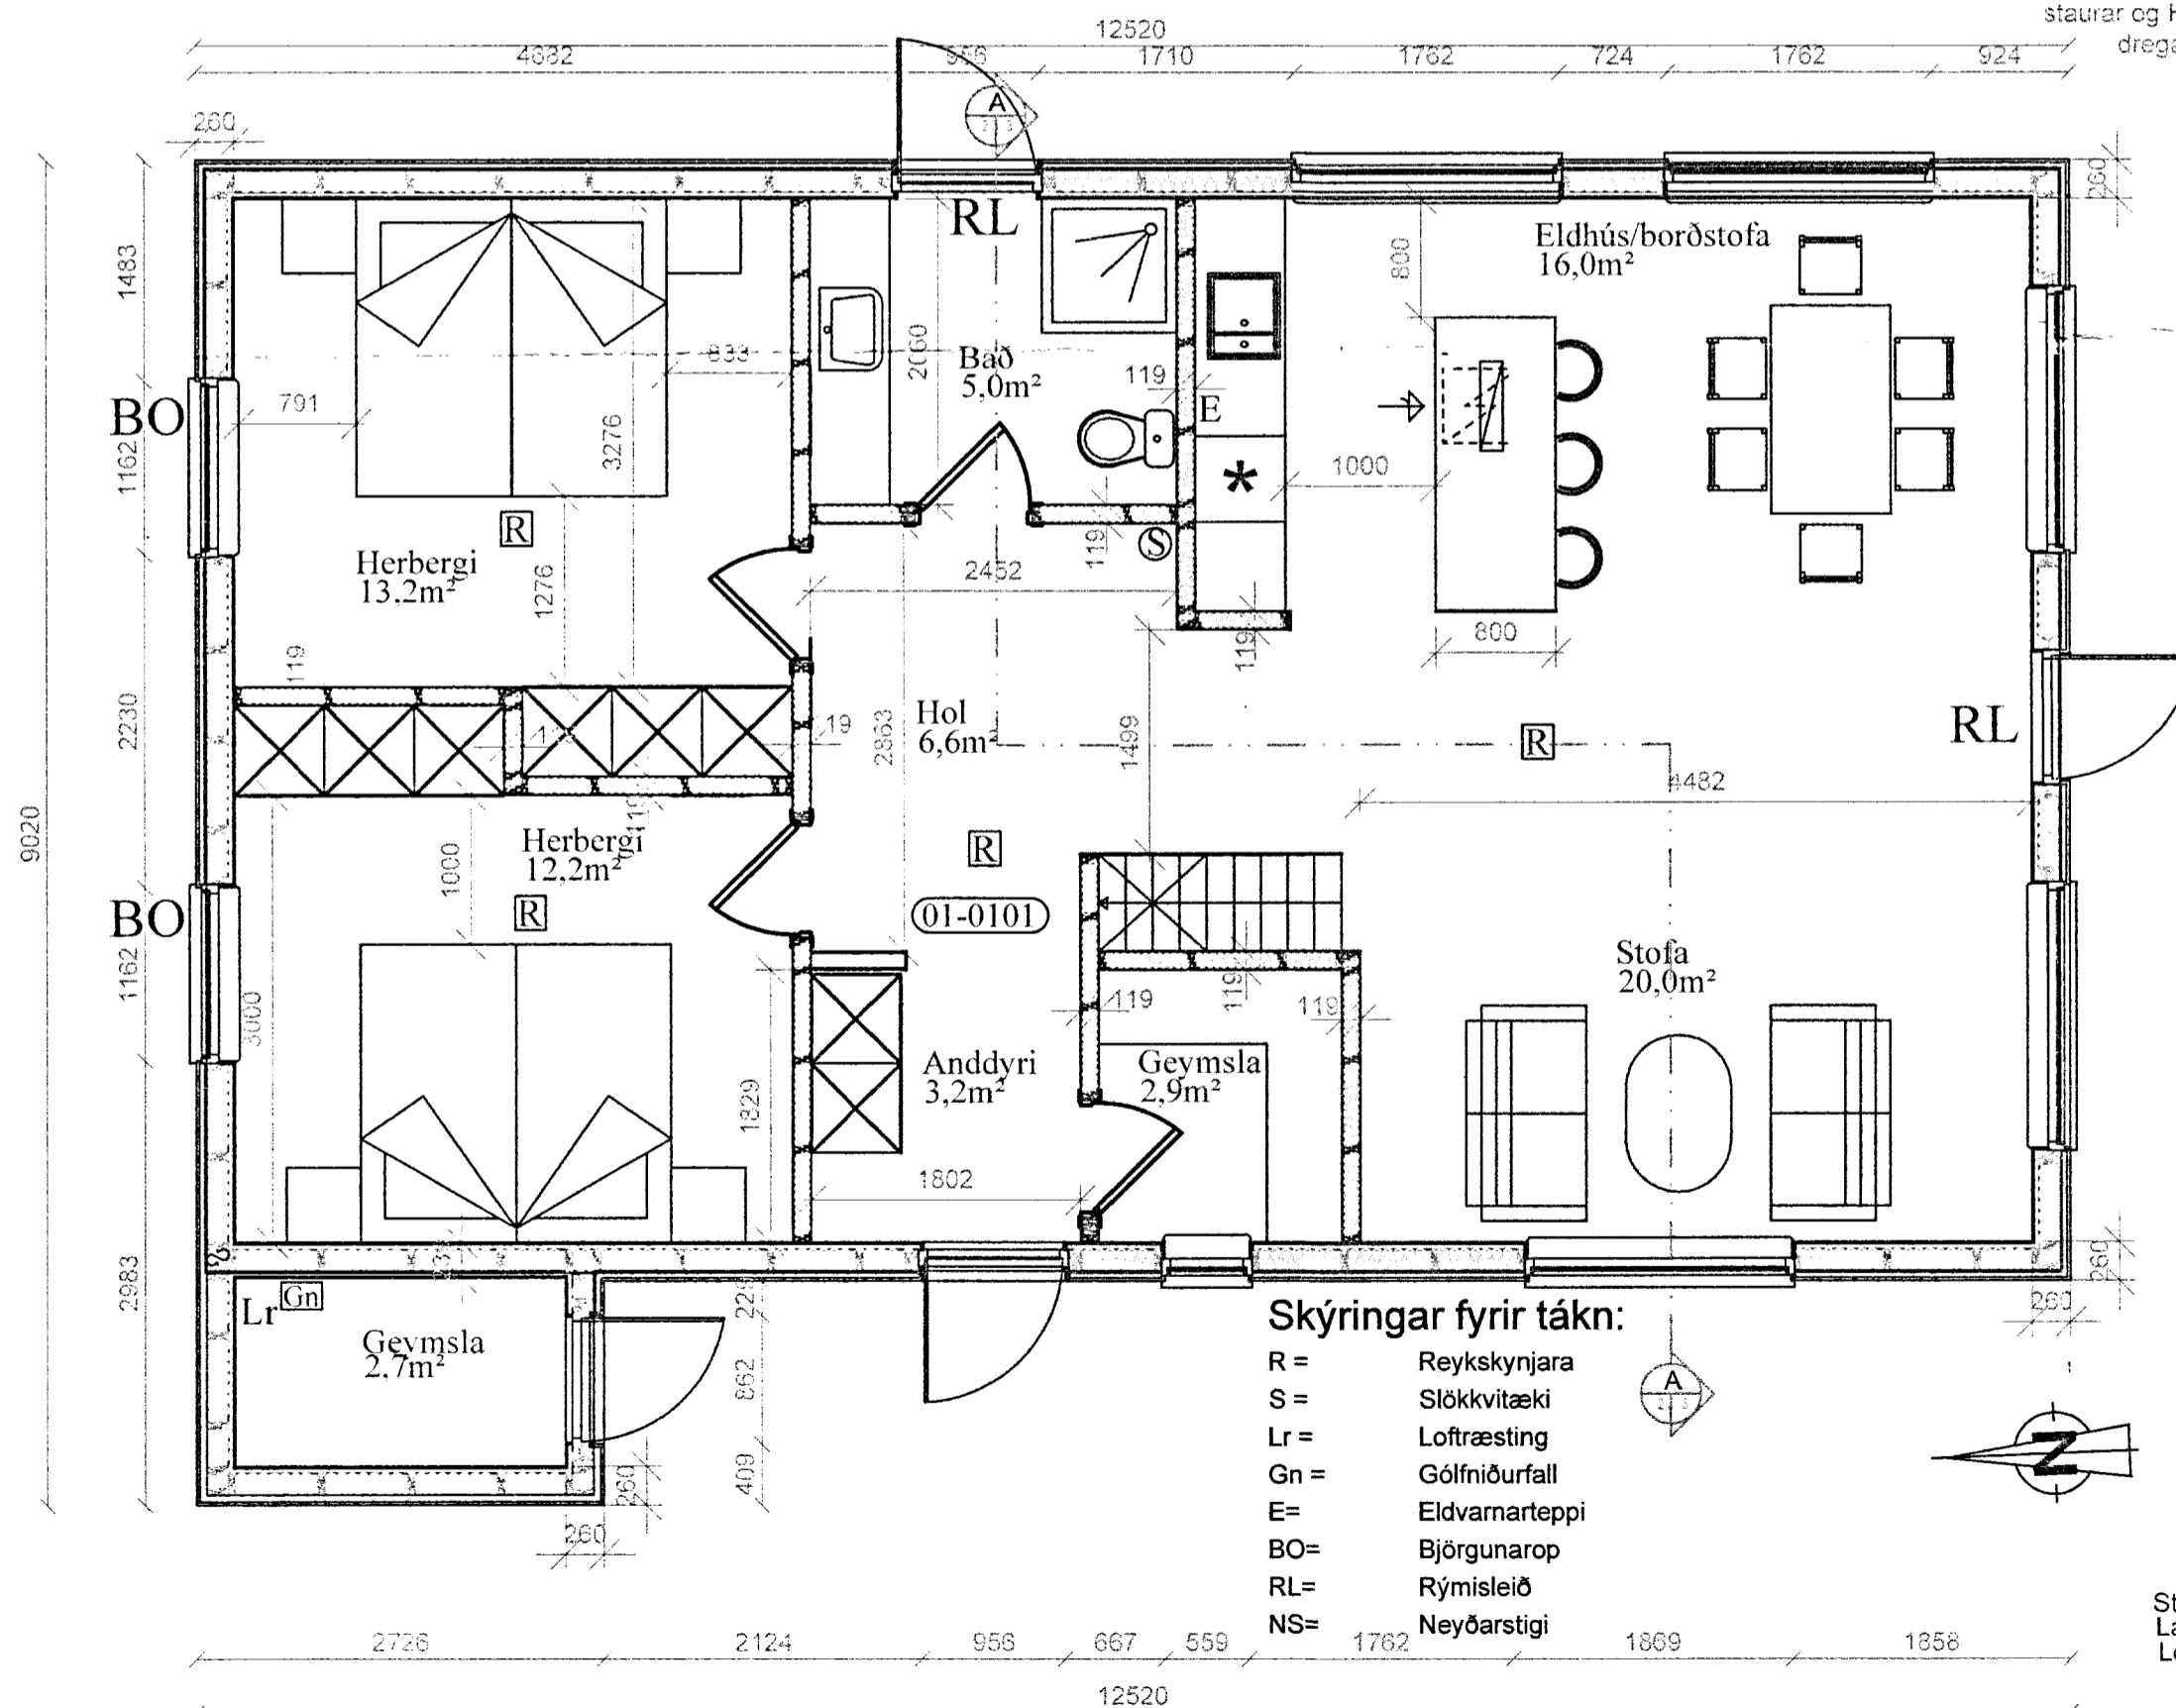 staurar og
12520
4682
956
1710
1762
724
1762
924
A
260
260
RL
Eldhús/borðstofa
16,0m²
800
1483
2060
Bað
5,0m²
833
119
E
791
BO
3276
1162
1000
*
R
S
119
Herbergi
13,2m²
1276
2452
800
119
119
Hol
6,6m²
2863
1499
R
RL
2230
4482
9020
119
Herbergi
12,2m²
1000
R
R
01-0101
BO
Stofa
20,0m²
1162
3000
119
119
119
Anddyri
3,2m²
Geymsla
2,9m²
1829
1802
2983
260
260
Lr
Gn
Geymsla
2,7m²
862
409
260
260
A
N
Skýringar fyrir tákn:
R = Reykskynjara
S = Slökkvitæki
Lr = Loftræsting
Gn = Gólfniðurfall
E= Eldvarnarteppi
BO= Björgunarop
RL= Rýmisleið
NS= Neyðarstigi
2726
2124
956
667
559
1762
1869
1858
12520